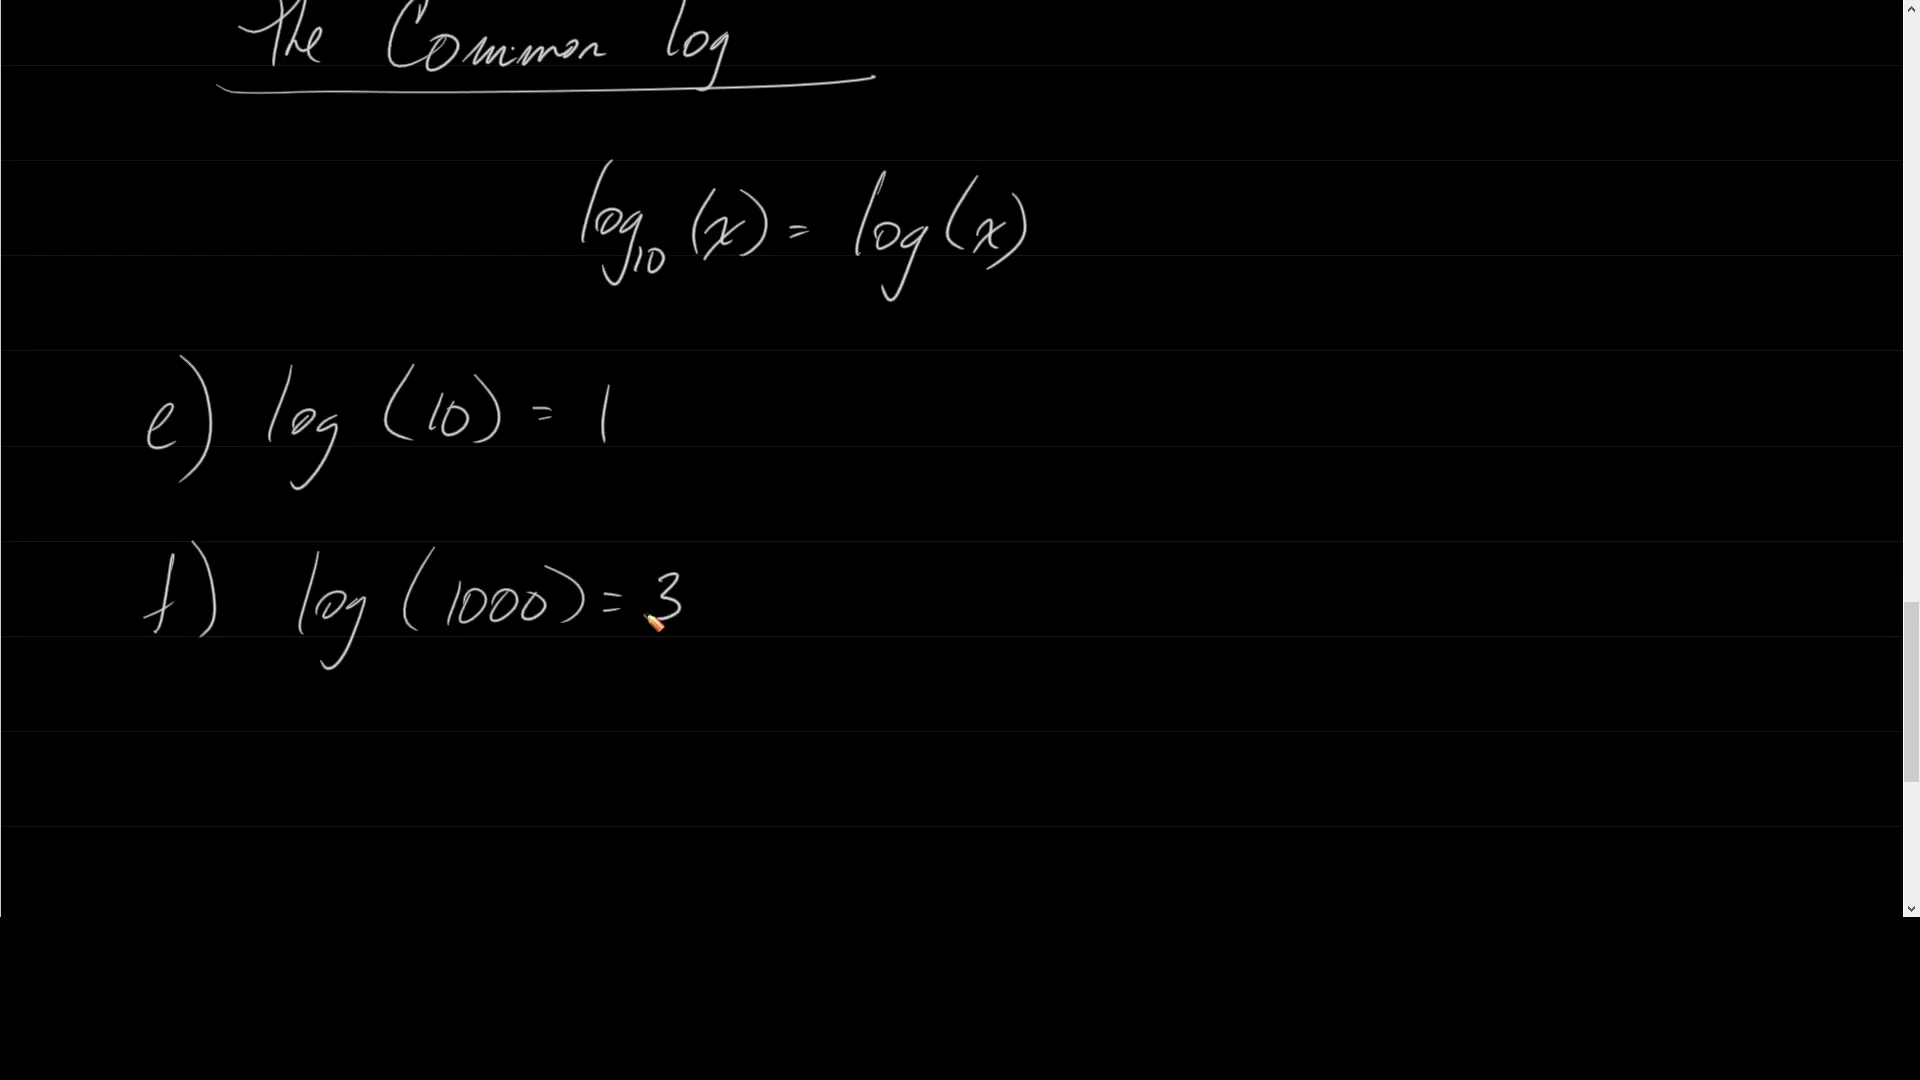 The Common log
log₁₀(x) = log(x)
e) log(10) = 1
f) log(1000) = 3